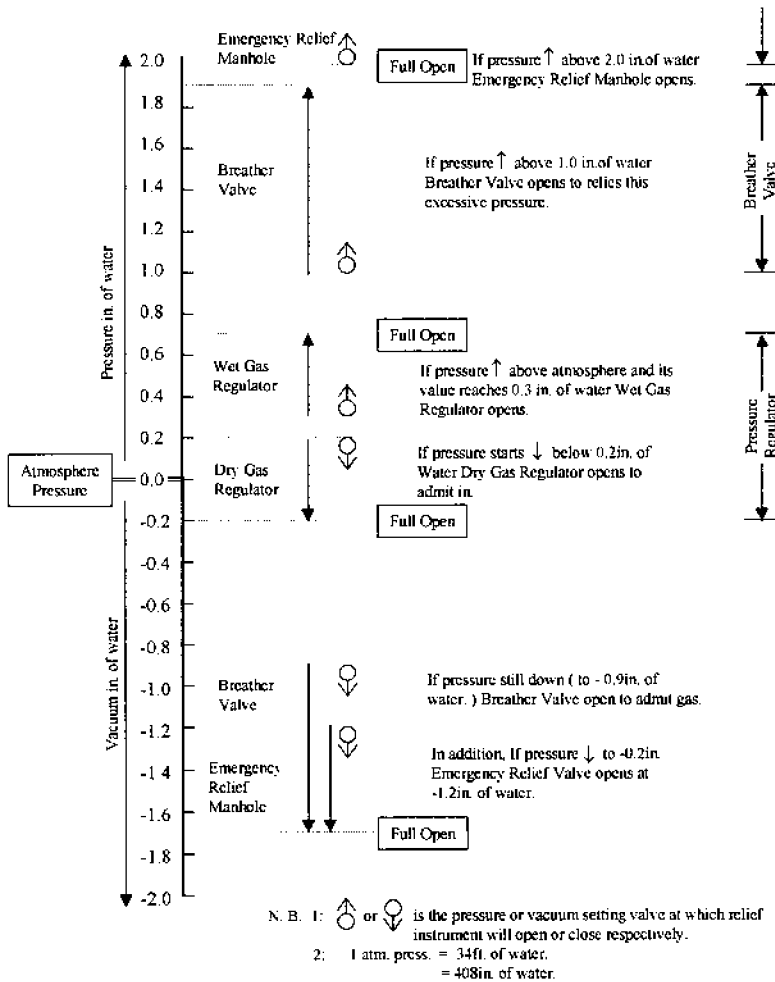 Emergency Relief
Manhole
Full Open
If pressure ↑ above 2.0 in.of water
Emergency Relief Manhole opens.
2.0
1.8
1.6
1.4
1.2
1.0
0.8
0.6
0.4
0.2
0.0
-0.2
-0.4
-0.6
-0.8
-1.0
-1.2
-1.4
-1.6
-1.8
-2.0
Pressure in. of water
Vacuum in. of water
Atmosphere
Pressure
Breather
Valve
If pressure ↑ above 1.0 in.of water
Breather Valve opens to relies this
excessive pressure.
Breather
Valve
Full Open
Wet Gas
Regulator
If pressure ↑ above atmosphere and its
value reaches 0.3 in. of water Wet Gas
Regulator opens.
Pressure
Regulator
Dry Gas
Regulator
If pressure starts ↓ below 0.2in. of
Water Dry Gas Regulator opens to
admit in.
Full Open
Breather
Valve
If pressure still down ( to - 0.9in. of
water. ) Breather Valve open to admit gas.
Emergency
Relief
Manhole
In addition, If pressure ↓ to -0.2in.
Emergency Relief Valve opens at
-1.2in. of water.
Full Open
N. B. 1: or is the pressure or vacuum setting valve at which relief
instrument will open or close respectively.
2: 1 atm. press. = 34ft. of water.
= 408in. of water.